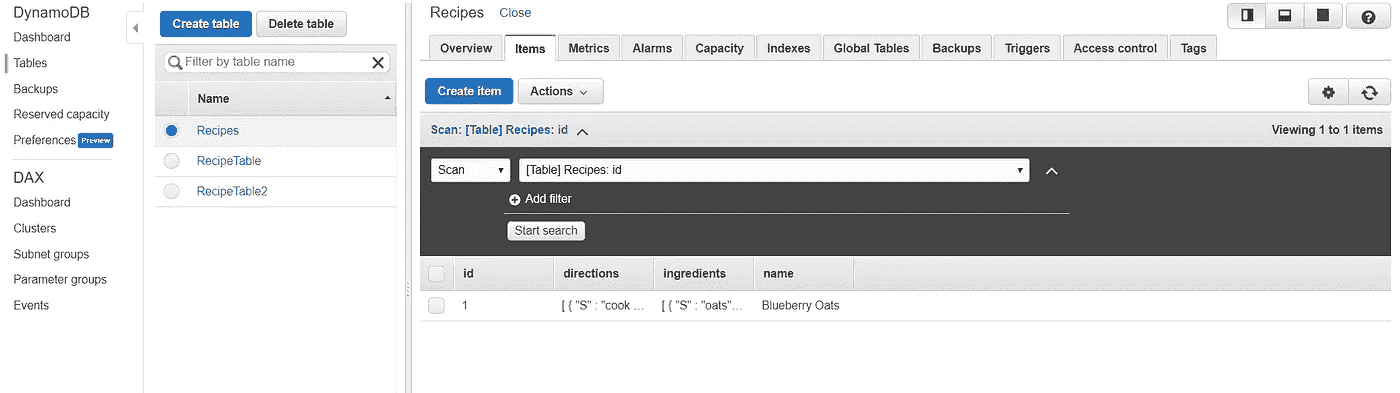 DynamoDB
Dashboard
Tables
Backups
Reserved capacity
Preferences Preview
DAX
Dashboard
Clusters
Subnet groups
Parameter groups
Events
Create table Delete table
Filter by table name
Name
Recipes
RecipeTable
RecipeTable2
Recipes Close
Overview Items Metrics Alarms Capacity Indexes Global Tables Backups Triggers Access control Tags
Create item Actions
Scan: [Table] Recipes: id Viewing 1 to 1 items
Scan [Table] Recipes: id
Add filter
Start search
id directions ingredients name
1 [ { "S" : "cook ... [ { "S" : "oats"... Blueberry Oats